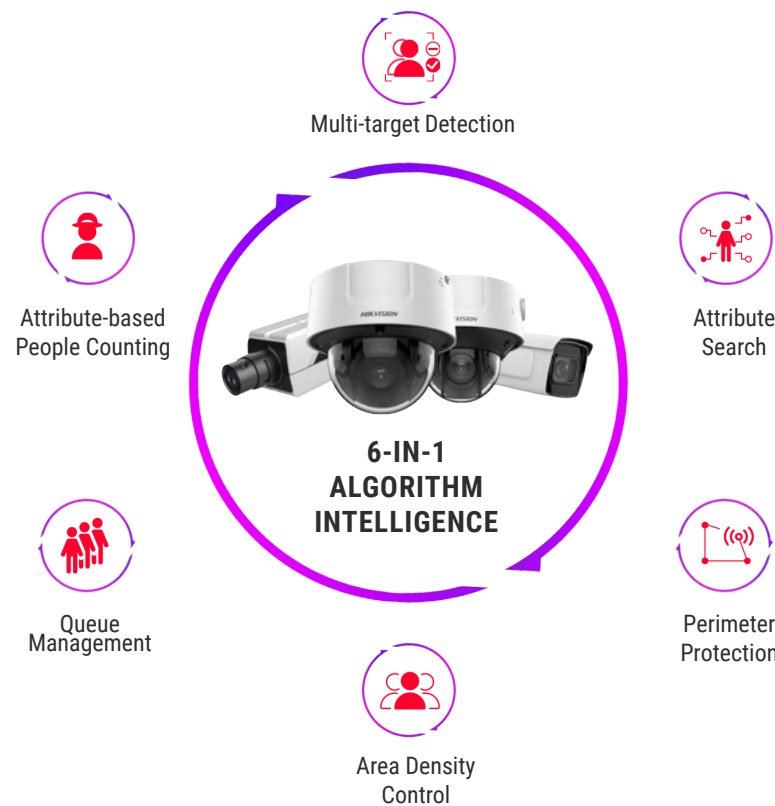 Multi-target Detection
Attribute-based
People Counting
Attribute
Search
HIKVISION
KVISION
6-IN-1
ALGORITHM
INTELLIGENCE
Queue
Management
Perimeter
Protection
Area Density
Control